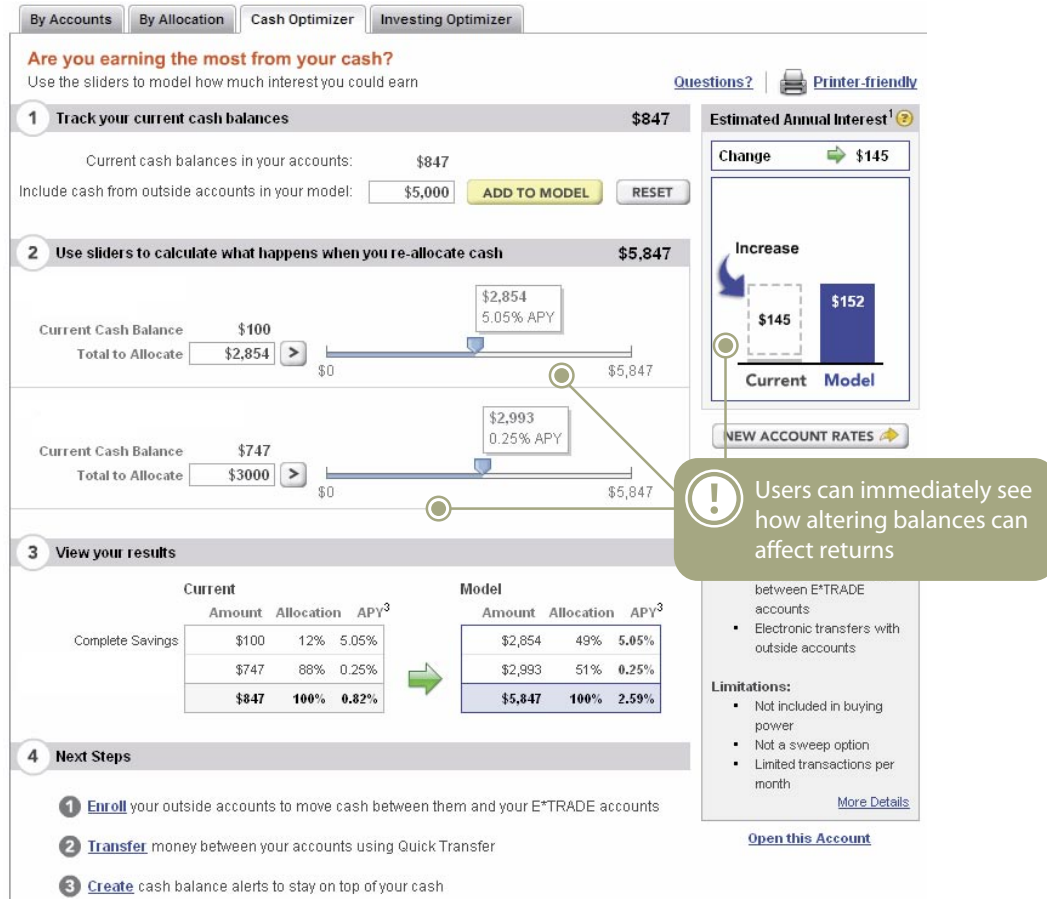 By Accounts By Allocation Cash Optimizer Investing Optimizer
Are you earning the most from your cash?
Use the sliders to model how much interest you could earn
Questions? Printer-friendly
1 Track your current cash balances $847
Current cash balances in your accounts: $847
Include cash from outside accounts in your model: $5,000 ADD TO MODEL RESET
2 Use sliders to calculate what happens when you re-allocate cash $5,847
$2,854
5.05% APY
Current Cash Balance $100
Total to Allocate $2,854 >
$0 $5,847
$2,993
0.25% APY
Current Cash Balance $747
Total to Allocate $3000 >
$0 $5,847
3 View your results
Current Model
Amount Allocation APY3 Amount Allocation APY3
Complete Savings $100 12% 5.05% $2,854 49% 5.05%
$747 88% 0.25% $2,993 51% 0.25%
$847 100% 0.82% $5,847 100% 2.59%
4 Next Steps
1 Enroll your outside accounts to move cash between them and your E*TRADE accounts
2 Transfer money between your accounts using Quick Transfer
3 Create cash balance alerts to stay on top of your cash
Estimated Annual Interest1 ?
Change $145
Increase
$145 $152
Current Model
NEW ACCOUNT RATES
! Users can immediately see
how altering balances can
affect returns
between E*TRADE
accounts
• Electronic transfers with
outside accounts
Limitations:
• Not included in buying
power
• Not a sweep option
• Limited transactions per
month
More Details
Open this Account